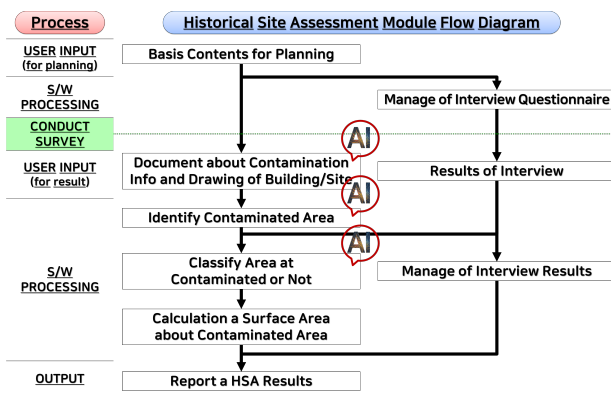 Process
Historical Site Assessment Module Flow Diagram
USER INPUT
(for planning)
Basis Contents for Planning
S/W
PROCESSING
Manage of Interview Questionnaire
CONDUCT
SURVEY
AI
USER INPUT
(for result)
Document about Contamination
Info and Drawing of Building/Site
Results of Interview
AI
Identify Contaminated Area
AI
S/W
PROCESSING
Classify Area at
Contaminated or Not
Manage of Interview Results
Calculation a Surface Area
about Contaminated Area
OUTPUT
Report a HSA Results